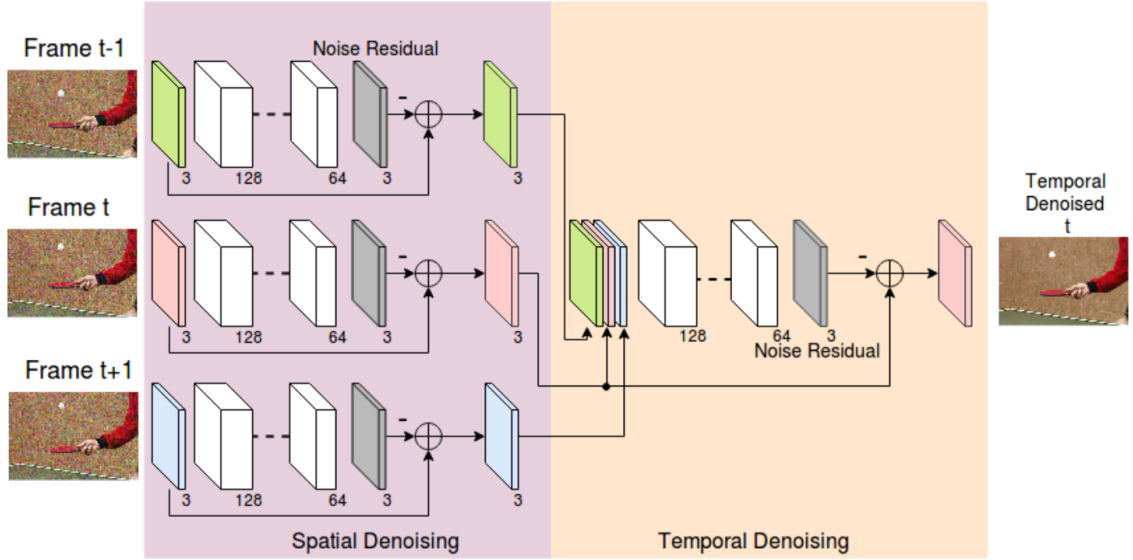 Frame t-1
Noise Residual
-
3
128
64
3
3
Frame t
-
3
128
64
3
3
-
128
64
3
Noise Residual
Temporal
Denoised
t
Frame t+1
-
3
128
64
3
3
Spatial Denoising
Temporal Denoising